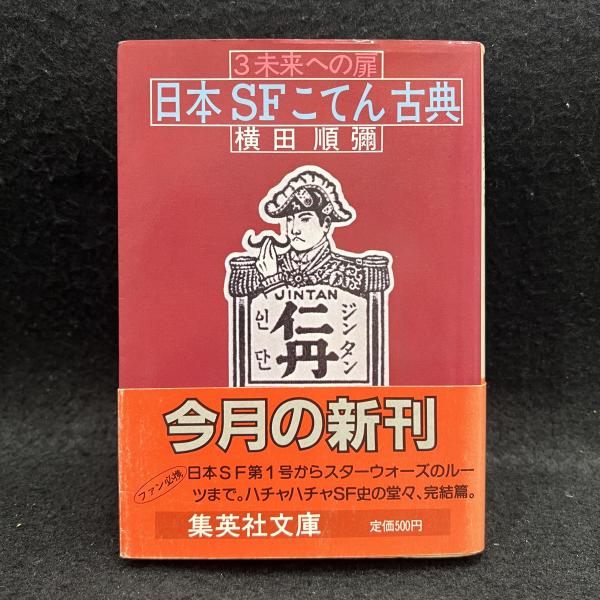 3未来への扉
日本SFこてん古典
横田順彌
JINTAN
仁丹
ジンタン
인단
今月の新刊
ファン必携
日本SF第1号からスターウォーズのルー
ツまで。ハチャハチャSF史の堂々、完結篇。
集英社文庫
定価500円